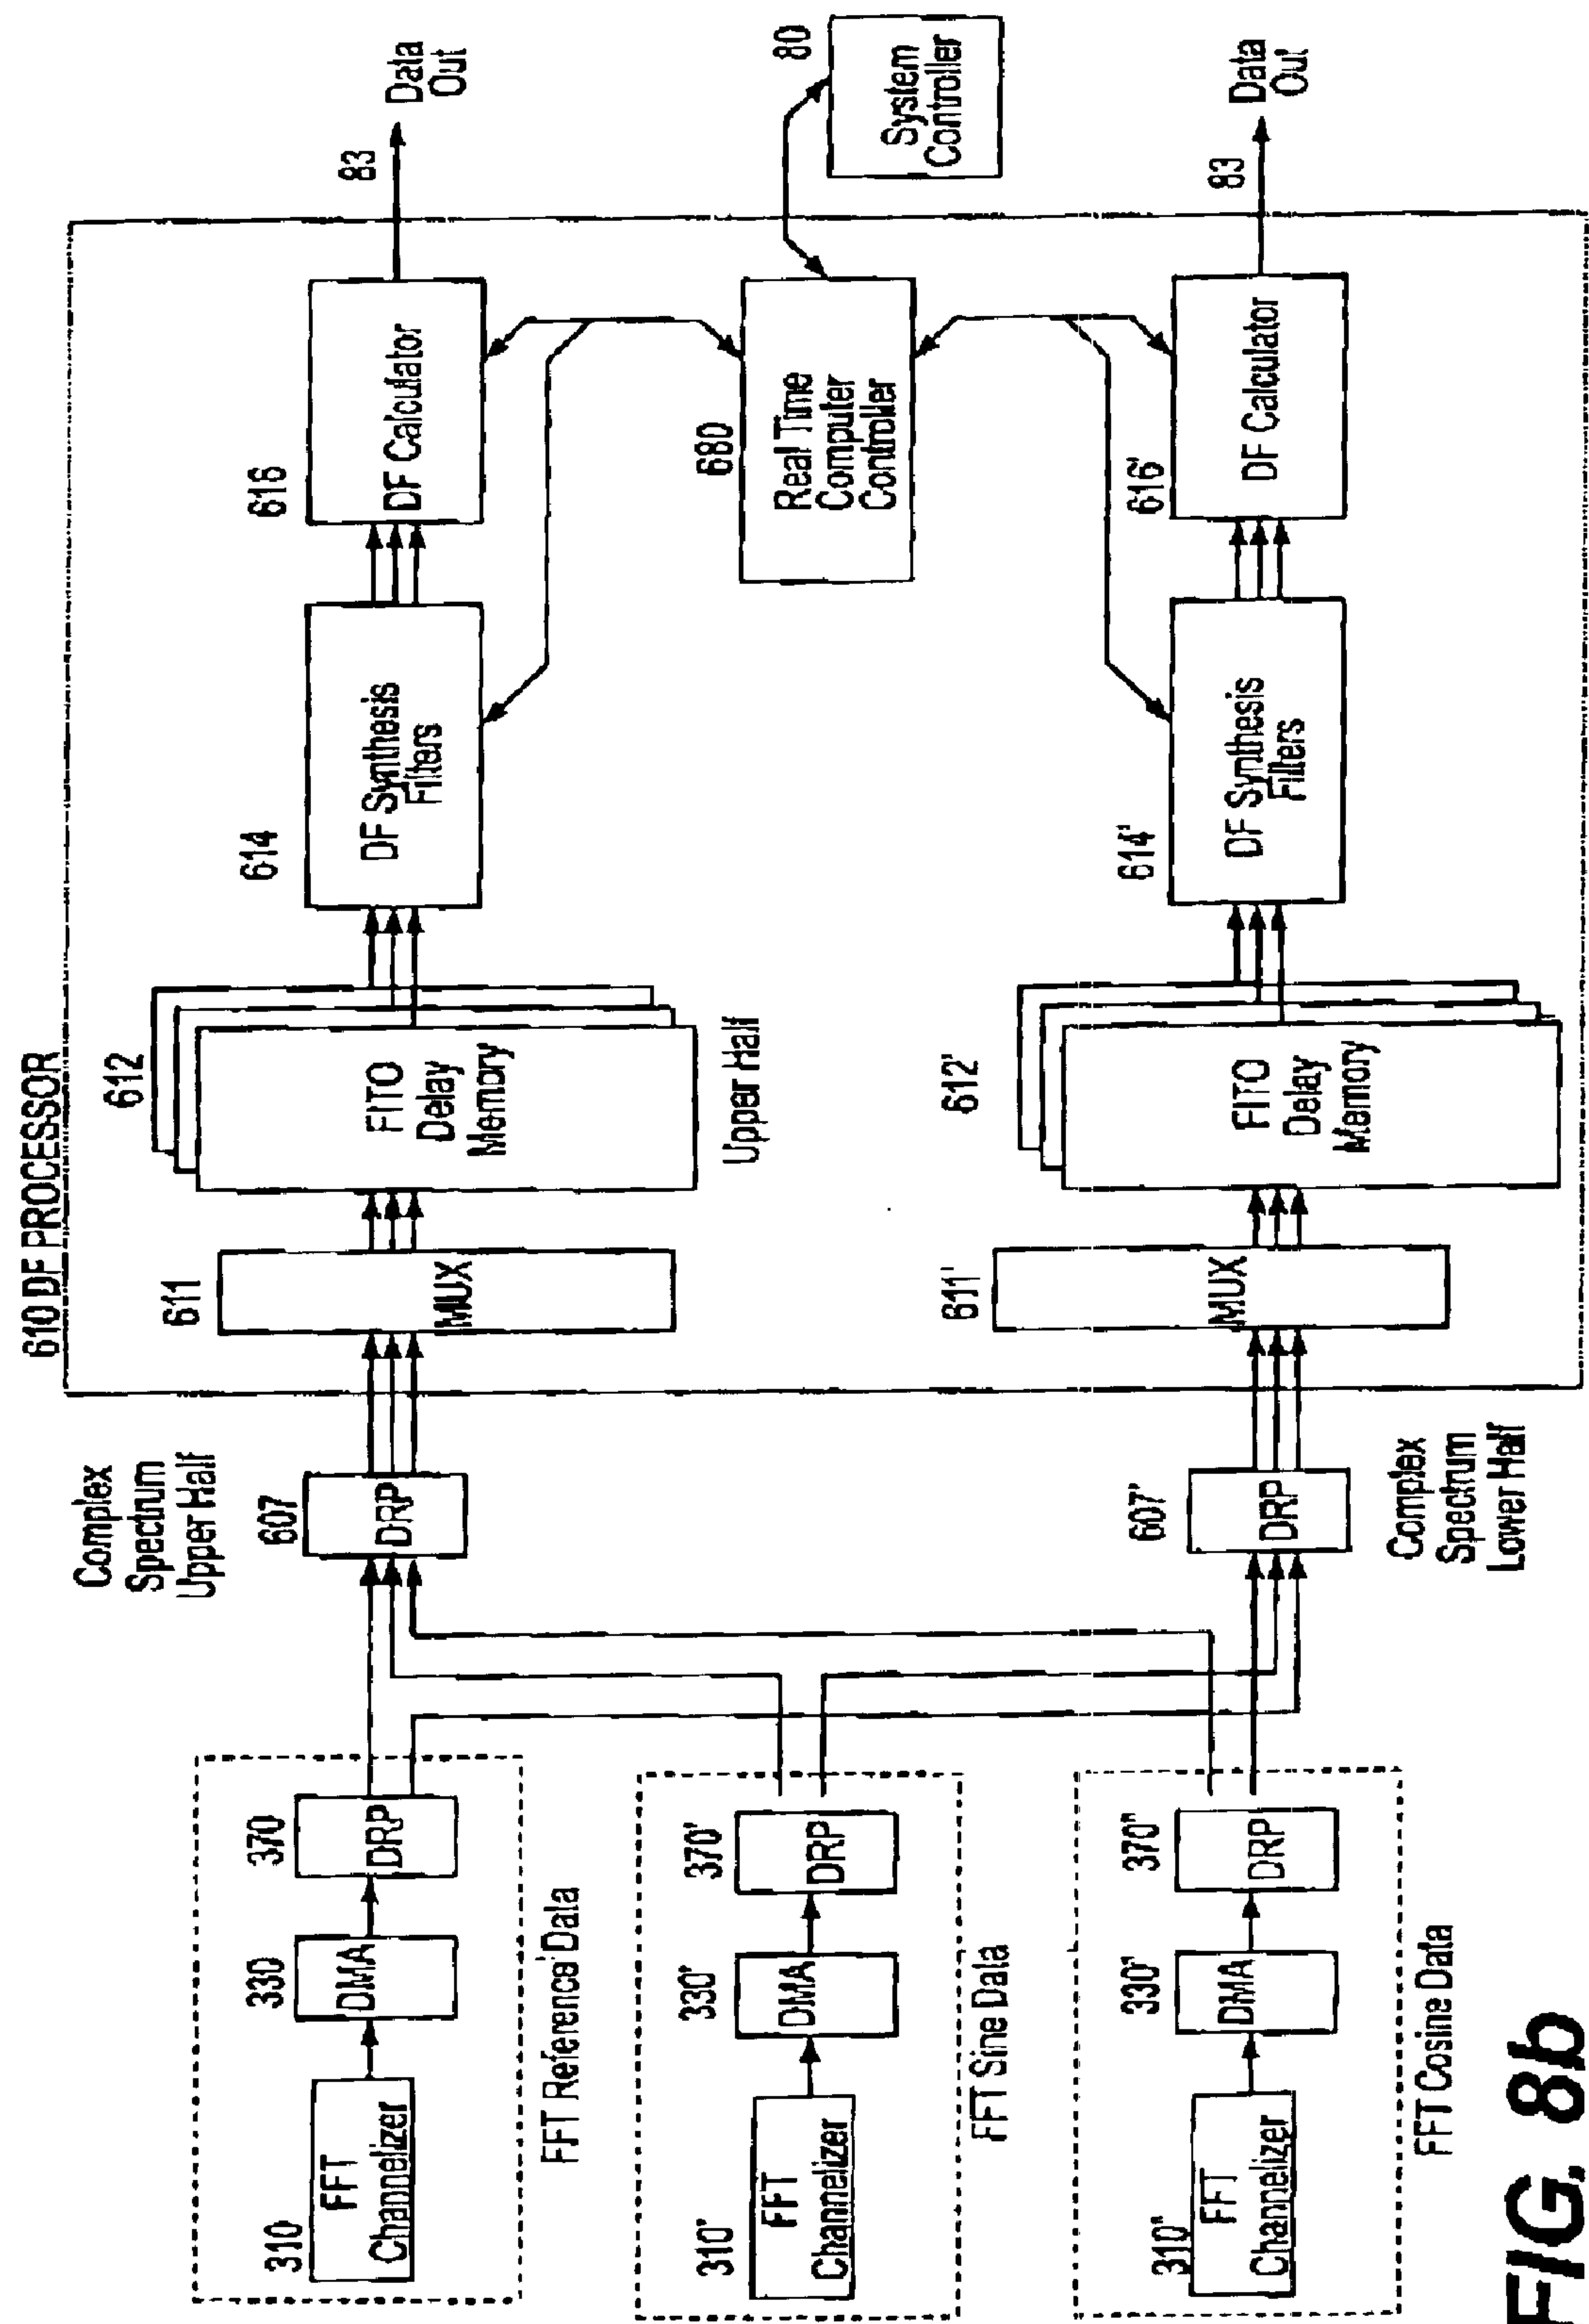 610 DF PROCESSOR
310
FFT
Channelizer
330
DMA
370
DRP
FFT Reference Data
310'
FFT
Channelizer
330'
DMA
370'
DRP
FFT Sine Data
310"
FFT
Channelizer
330"
DMA
370"
DRP
FFT Cosine Data
Complex
Spectrum
Upper Half
607
DRP
607'
DRP
Complex
Spectrum
Lower Half
611
MUX
612
FITO
Delay
Memory
Upper Half
614
DF Synthesis
Filters
616
DF Calculator
83
Data
Out
680
Real Time
Computer
Controller
80
System
Controller
611'
MUX
612'
FITO
Delay
Memory
614'
DF Synthesis
Filters
616'
DF Calculator
83
Data
Out
FIG. 8b